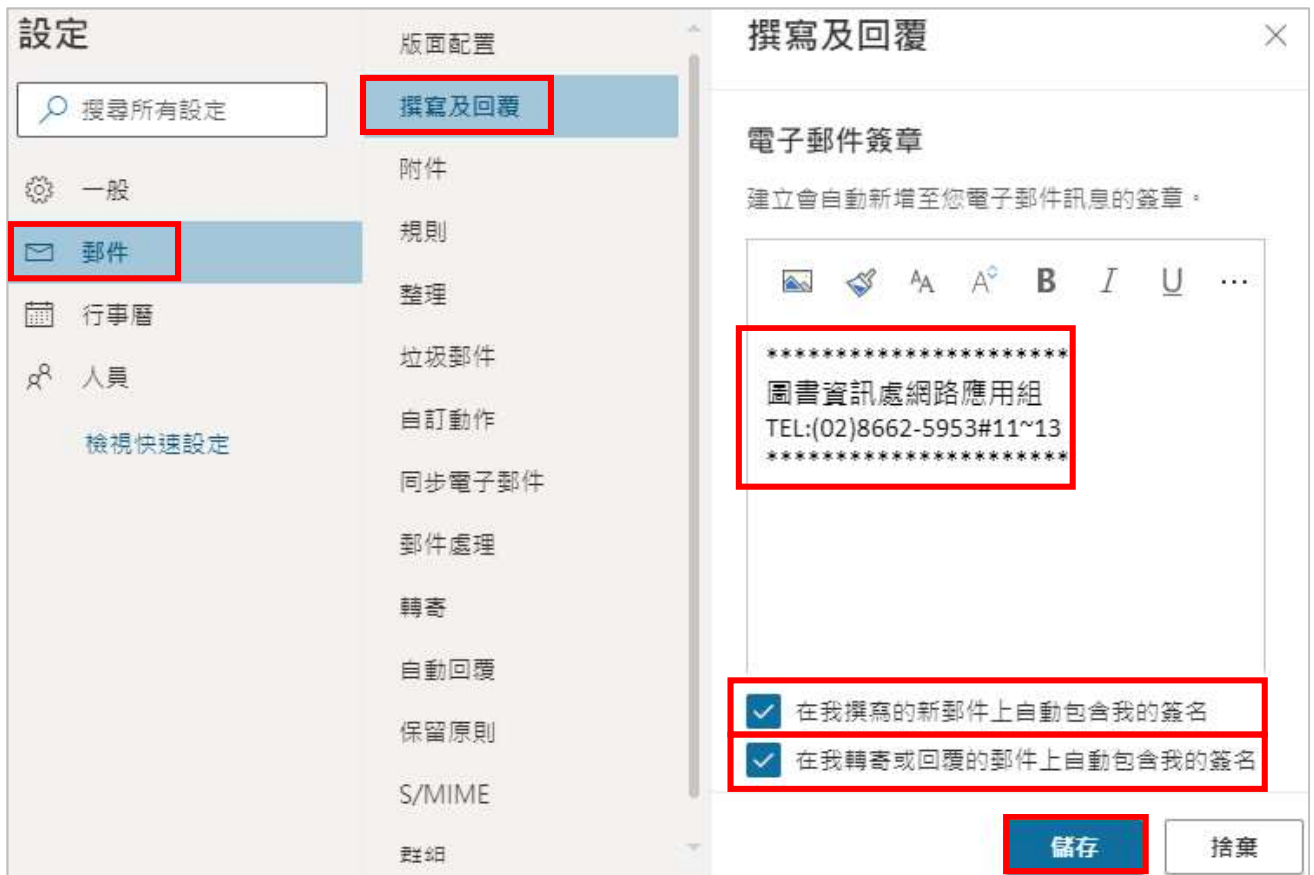 設定
搜尋所有設定
一般
郵件
行事曆
人員
檢視快速設定
版面配置
撰寫及回覆
附件
規則
整理
垃圾郵件
自訂動作
同步電子郵件
郵件處理
轉寄
自動回覆
保留原則
S/MIME
群組
撰寫及回覆
電子郵件簽章
建立會自動新增至您電子郵件訊息的簽章。
B I U ...
**********************
圖書資訊處網路應用組
TEL:(02)8662-5953#11~13
**********************
在我撰寫的新郵件上自動包含我的簽名
在我轉寄或回覆的郵件上自動包含我的簽名
儲存 捨棄